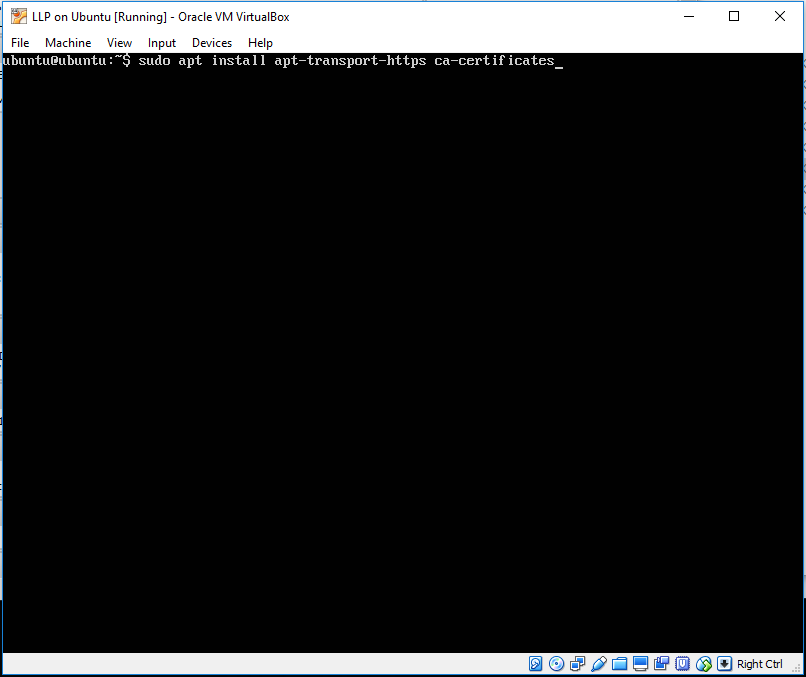 LLP on Ubuntu [Running] - Oracle VM VirtualBox
File Machine View Input Devices Help
ubuntu@ubuntu:~$ sudo apt install apt-transport-https ca-certificates_
Right Ctrl